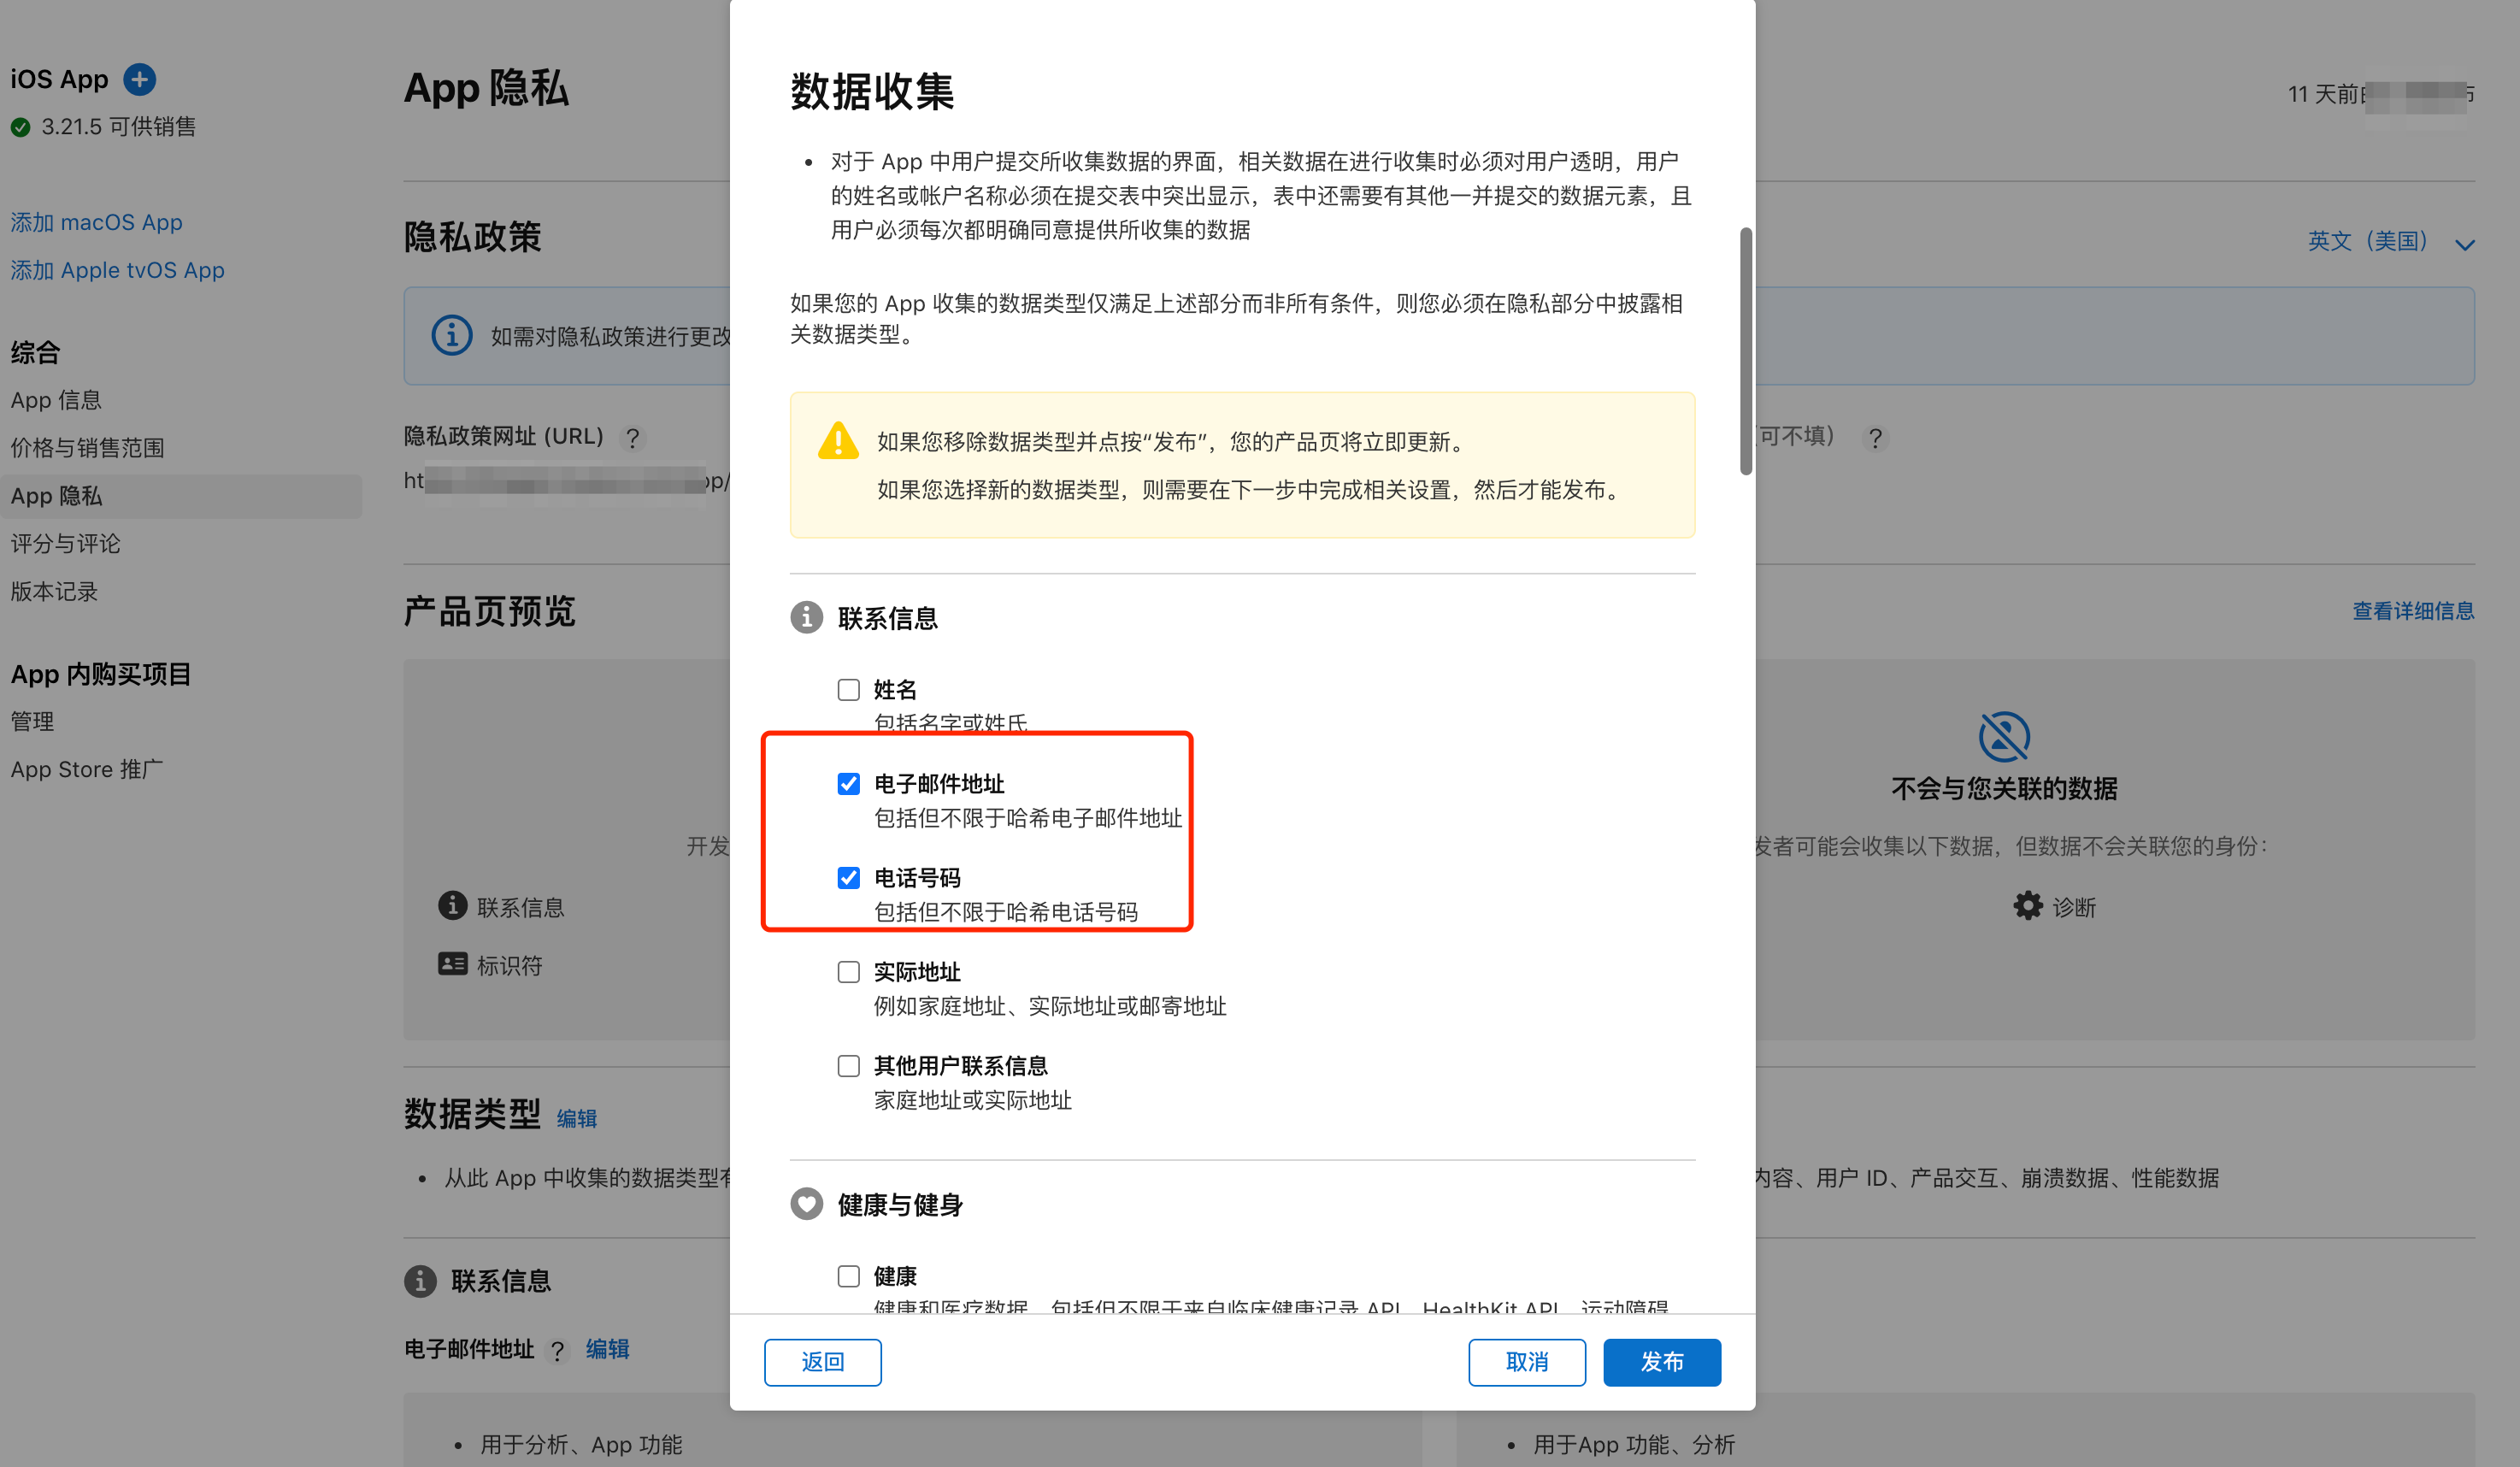 iOS App
3.21.5 可供销售
添加 macOS App
添加 Apple tvOS App
综合
App 信息
价格与销售范围
App 隐私
评分与评论
版本记录
App 内购买项目
管理
App Store 推广
App 隐私
11 天前
隐私政策
英文（美国）
如需对隐私政策进行更改
隐私政策网址 (URL) ?
可不填） ?
ht
pp/
产品页预览
查看详细信息
开发
联系信息
标识符
不会与您关联的数据
发者可能会收集以下数据，但数据不会关联您的身份：
诊断
数据类型 编辑
• 从此 App 中收集的数据类型有
内容、用户 ID、产品交互、崩溃数据、性能数据
联系信息
电子邮件地址 ? 编辑
• 用于分析、App 功能
• 用于App 功能、分析
数据收集
• 对于 App 中用户提交所收集数据的界面，相关数据在进行收集时必须对用户透明，用户
的姓名或帐户名称必须在提交表中突出显示，表中还需要有其他一并提交的数据元素，且
用户必须每次都明确同意提供所收集的数据
如果您的 App 收集的数据类型仅满足上述部分而非所有条件，则您必须在隐私部分中披露相
关数据类型。
如果您移除数据类型并点按“发布”，您的产品页将立即更新。
如果您选择新的数据类型，则需要在下一步中完成相关设置，然后才能发布。
联系信息
姓名
包括名字或姓氏
电子邮件地址
包括但不限于哈希电子邮件地址
电话号码
包括但不限于哈希电话号码
实际地址
例如家庭地址、实际地址或邮寄地址
其他用户联系信息
家庭地址或实际地址
健康与健身
健康
健康和医疗数据，包括但不限于来自临床健康记录 API、HealthKit API、运动障碍
返回
取消
发布